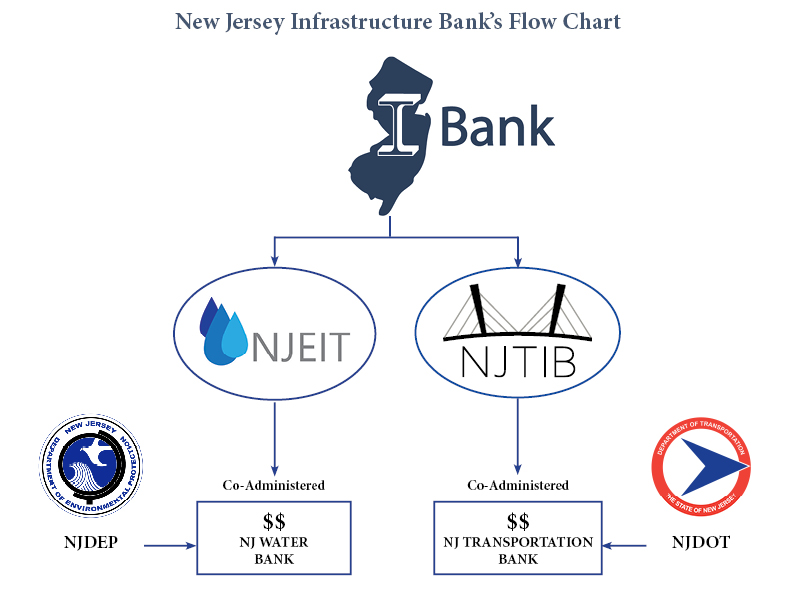 New Jersey Infrastructure Bank's Flow Chart
I Bank
NJEIT
NJTIB
NEW JERSEY
DEPARTMENT OF ENVIRONMENTAL PROTECTION
DEPARTMENT OF TRANSPORTATION
THE STATE OF NEW JERSEY
Co-Administered
Co-Administered
$$
NJ WATER
BANK
$$
NJ TRANSPORTATION
BANK
NJDEP
NJDOT